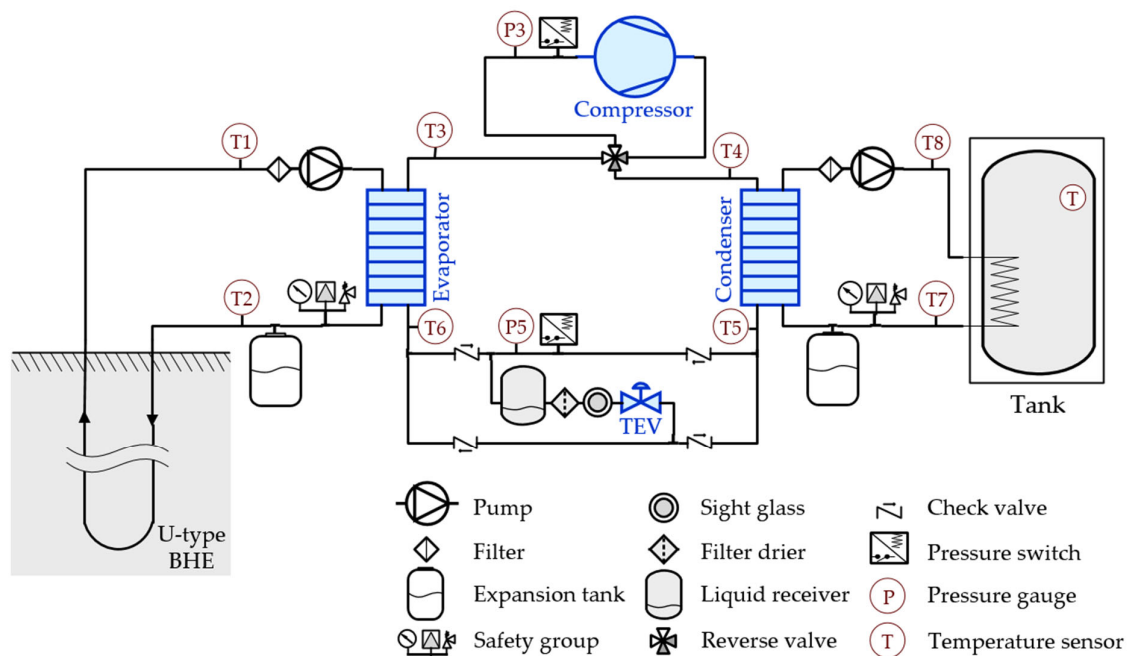 P3
Compressor
T1
T3
T4
T8
T
Evaporator
Condenser
T2
T6
P5
T5
T7
TEV
Tank
U-type
BHE
Pump
Sight glass
Check valve
Filter
Filter drier
Pressure switch
Expansion tank
Liquid receiver
P
Pressure gauge
Safety group
Reverse valve
T
Temperature sensor